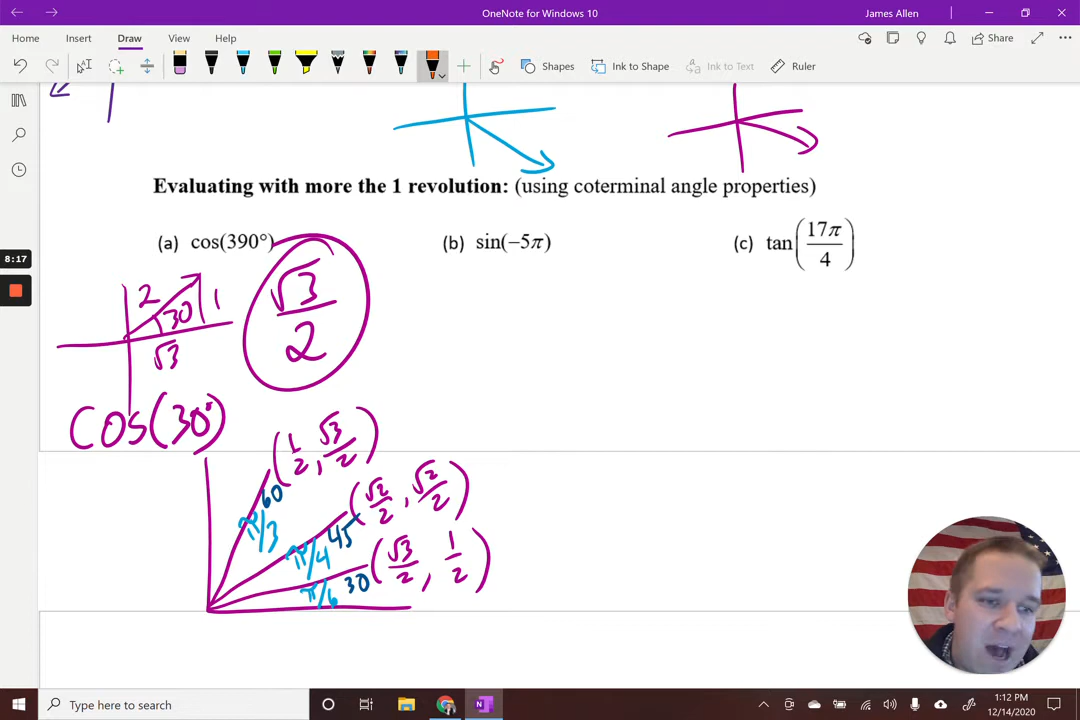 OneNote for Windows 10
James Allen
Home Insert Draw View Help
Share
Shapes Ink to Shape Ink to Text Ruler
Evaluating with more the 1 revolution: (using coterminal angle properties)
8:17
(a) cos(390°) (b) sin(−5π) (c) tan(17π/4)
2 30 1
√3
√3/2
cos(30°)
(1/2, √3/2)
60
π/3
(√2/2, √2/2)
45
π/4
(√3/2, 1/2)
30
π/6
Type here to search
1:12 PM
12/14/2020